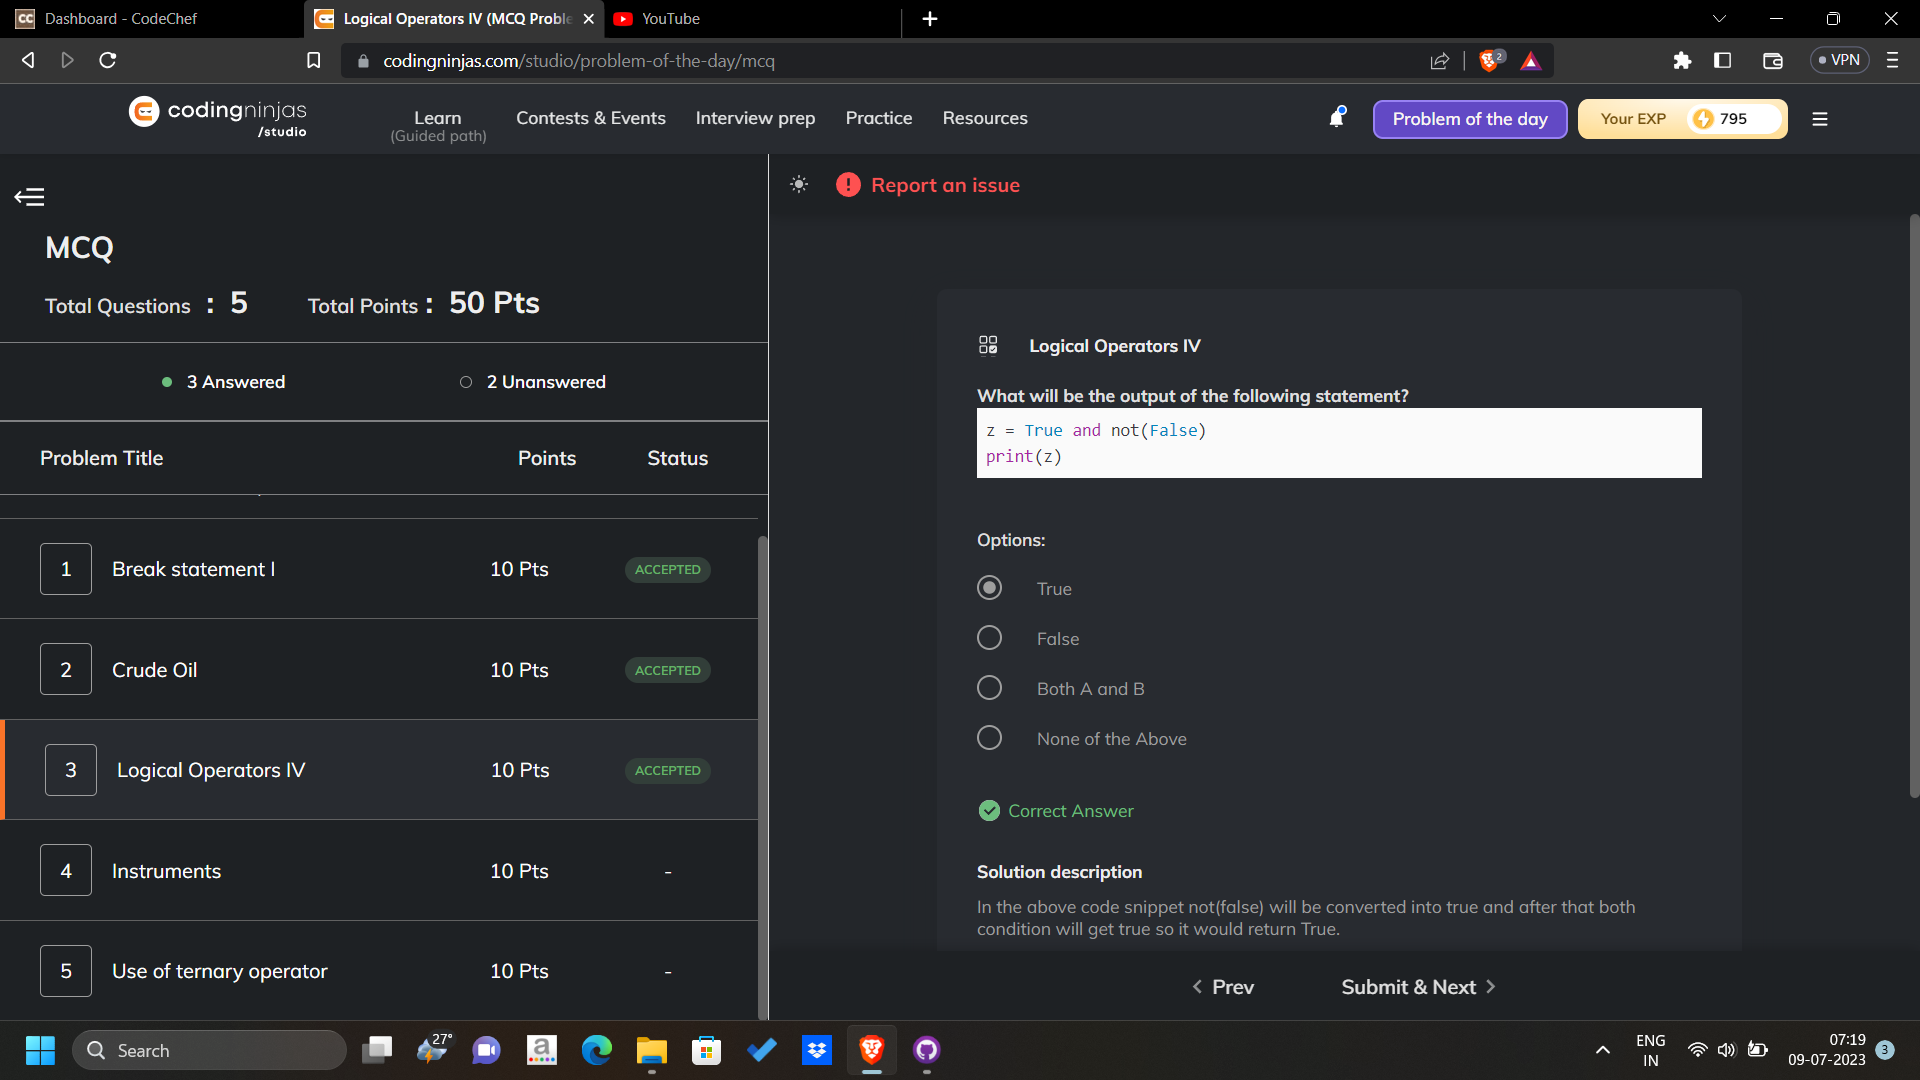 Dashboard - CodeChef
Logical Operators IV (MCQ Proble
YouTube
codingninjas.com/studio/problem-of-the-day/mcq
2
VPN
codingninjas
/studio
Learn
(Guided path)
Contests & Events
Interview prep
Practice
Resources
Problem of the day
Your EXP
795
MCQ
Total Questions : 5
Total Points : 50 Pts
3 Answered
2 Unanswered
Problem Title Points Status
1 Break statement I 10 Pts ACCEPTED
2 Crude Oil 10 Pts ACCEPTED
3 Logical Operators IV 10 Pts ACCEPTED
4 Instruments 10 Pts -
5 Use of ternary operator 10 Pts -
Report an issue
Logical Operators IV
What will be the output of the following statement?
z = True and not(False)
print(z)
Options:
True
False
Both A and B
None of the Above
Correct Answer
Solution description
In the above code snippet not(false) will be converted into true and after that both
condition will get true so it would return True.
Prev
Submit & Next
Search
27°
a
ENG
IN
07:19
09-07-2023
3